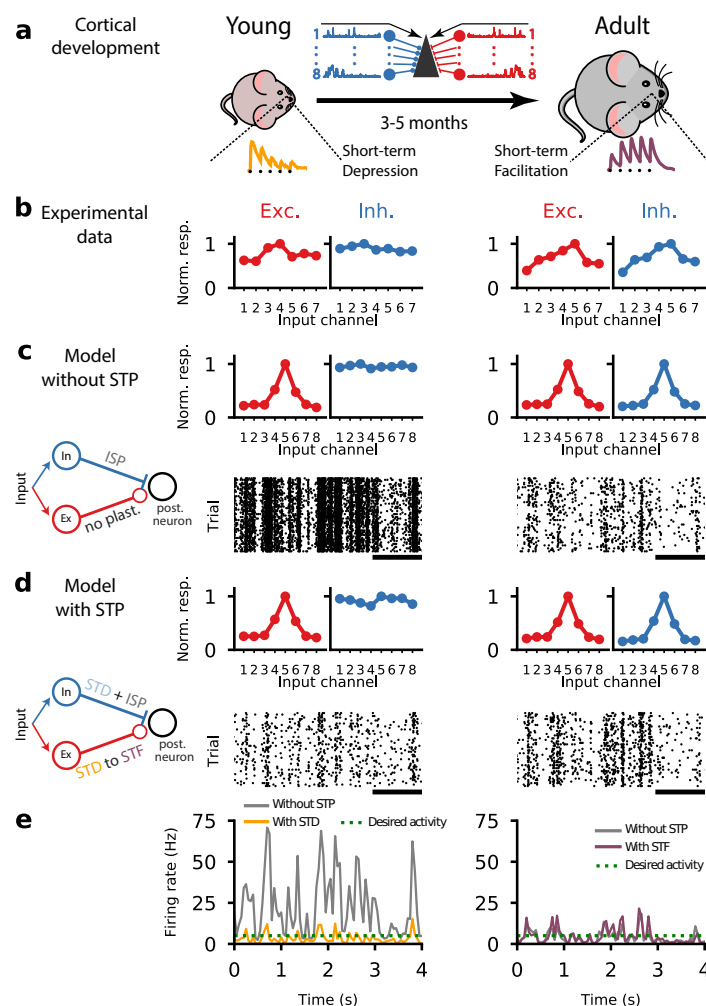 a Cortical development
Young
Adult
1 1
8 8
3-5 months
Short-term Depression
Short-term Facilitation
b Experimental data
Exc. Inh. Exc. Inh.
Norm. resp.
1
0
1 2 3 4 5 6 7 1 2 3 4 5 6 7
Input channel
1
0
1 2 3 4 5 6 7 1 2 3 4 5 6 7
Input channel
c Model without STP
Norm. resp.
1
0
1 2 3 4 5 6 7 8 1 2 3 4 5 6 7 8
Input channel
1
0
1 2 3 4 5 6 7 8 1 2 3 4 5 6 7 8
Input channel
Input
In
Ex
ISP
no plast.
post. neuron
Trial
d Model with STP
Norm. resp.
1
0
1 2 3 4 5 6 7 8 1 2 3 4 5 6 7 8
Input channel
1
0
1 2 3 4 5 6 7 8 1 2 3 4 5 6 7 8
Input channel
Input
In
Ex
STD + ISP
STD to STF
post. neuron
Trial
e
Firing rate (Hz)
75
50
25
0
0 1 2 3 4
Time (s)
Without STP
With STD
Desired activity
75
50
25
0
0 1 2 3 4
Time (s)
Without STP
With STF
Desired activity